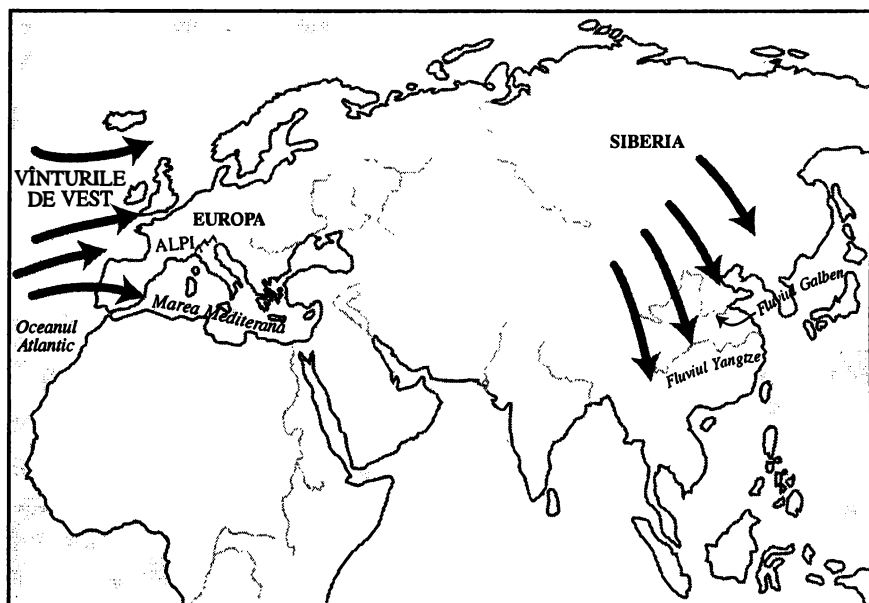 SIBERIA
VÎNTURILE
DE VEST
EUROPA
ALPI
Marea Mediterană
Oceanul
Atlantic
Fluviul Galben
Fluviul Yangtze